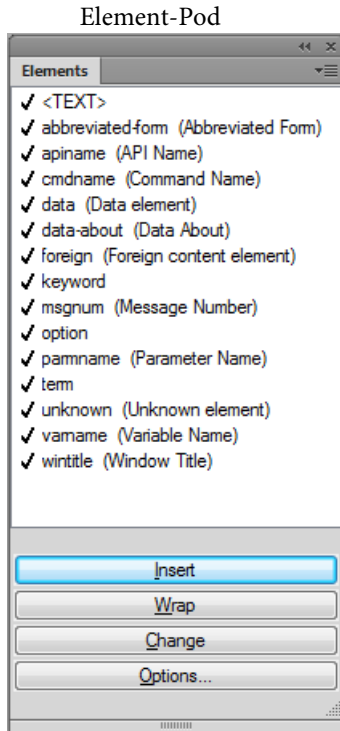 Element-Pod
Elements
<TEXT>
abbreviated-form (Abbreviated Form)
apiname (API Name)
cmdname (Command Name)
data (Data element)
data-about (Data About)
foreign (Foreign content element)
keyword
msgnum (Message Number)
option
parmname (Parameter Name)
term
unknown (Unknown element)
varname (Variable Name)
wintitle (Window Title)
Insert
Wrap
Change
Options...